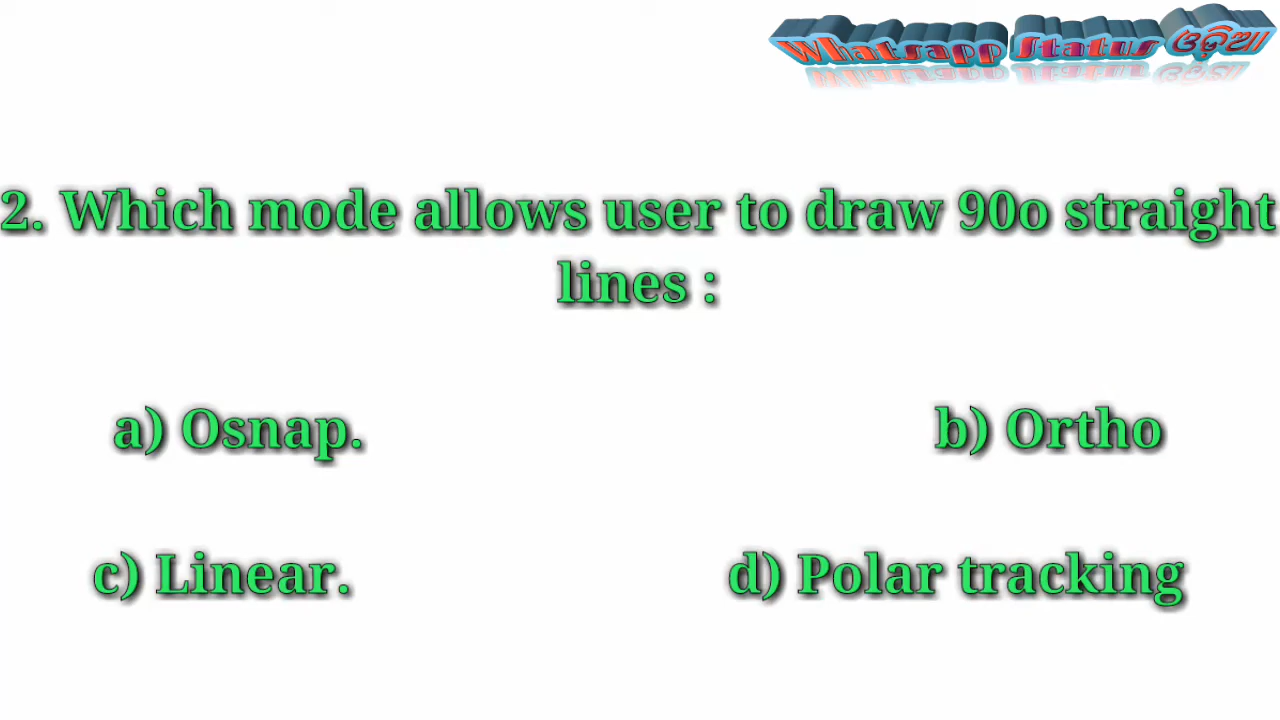 Whatsapp Status ଓଡ଼ିଆ
2. Which mode allows user to draw 90o straight
lines :
a) Osnap. b) Ortho
c) Linear. d) Polar tracking